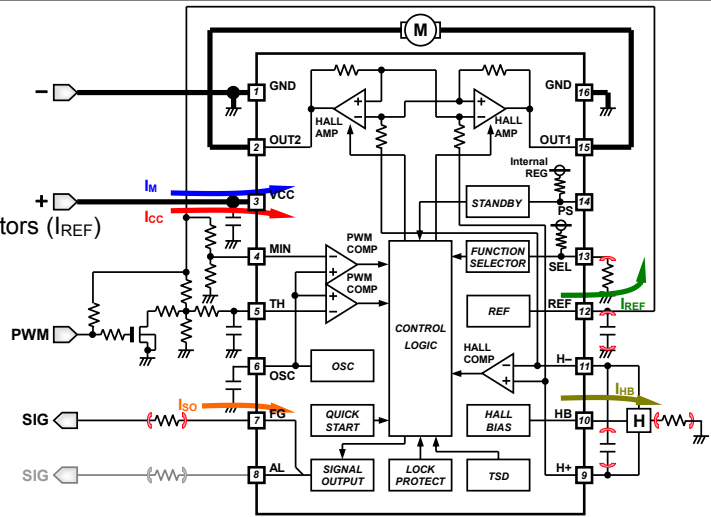 M
−
1
GND
GND
16
HALL
AMP
HALL
AMP
2
OUT2
OUT1
15
Internal
REG
+
IM
3
VCC
STANDBY
14
PS
tors (IREF)
ICC
4
MIN
PWM
COMP
FUNCTION
SELECTOR
SEL
13
PWM
COMP
IREF
PWM
5
TH
CONTROL
LOGIC
REF
REF
12
HALL
COMP
6
OSC
OSC
H−
11
ISO
IHB
SIG
7
FG
QUICK
START
HALL
BIAS
HB
10
H
SIG
8
AL
SIGNAL
OUTPUT
LOCK
PROTECT
TSD
H+
9
+
−
+
−
−
+
+
−
−
+